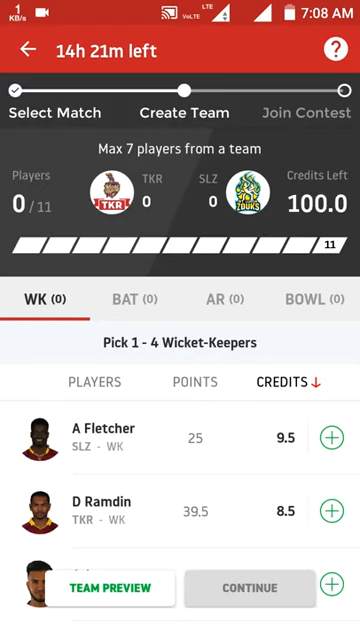 1
KB/s
VoLTE
LTE
7:08 AM
14h 21m left
?
Select Match
Create Team
Join Contest
Max 7 players from a team
Players
TKR
SLZ
Credits Left
0 / 11
TKR
0
0
ZOUKS
100.0
11
WK (0)
BAT (0)
AR (0)
BOWL (0)
Pick 1 - 4 Wicket-Keepers
PLAYERS
POINTS
CREDITS ↓
A Fletcher
SLZ - WK
25
9.5
D Ramdin
TKR - WK
39.5
8.5
TEAM PREVIEW
CONTINUE